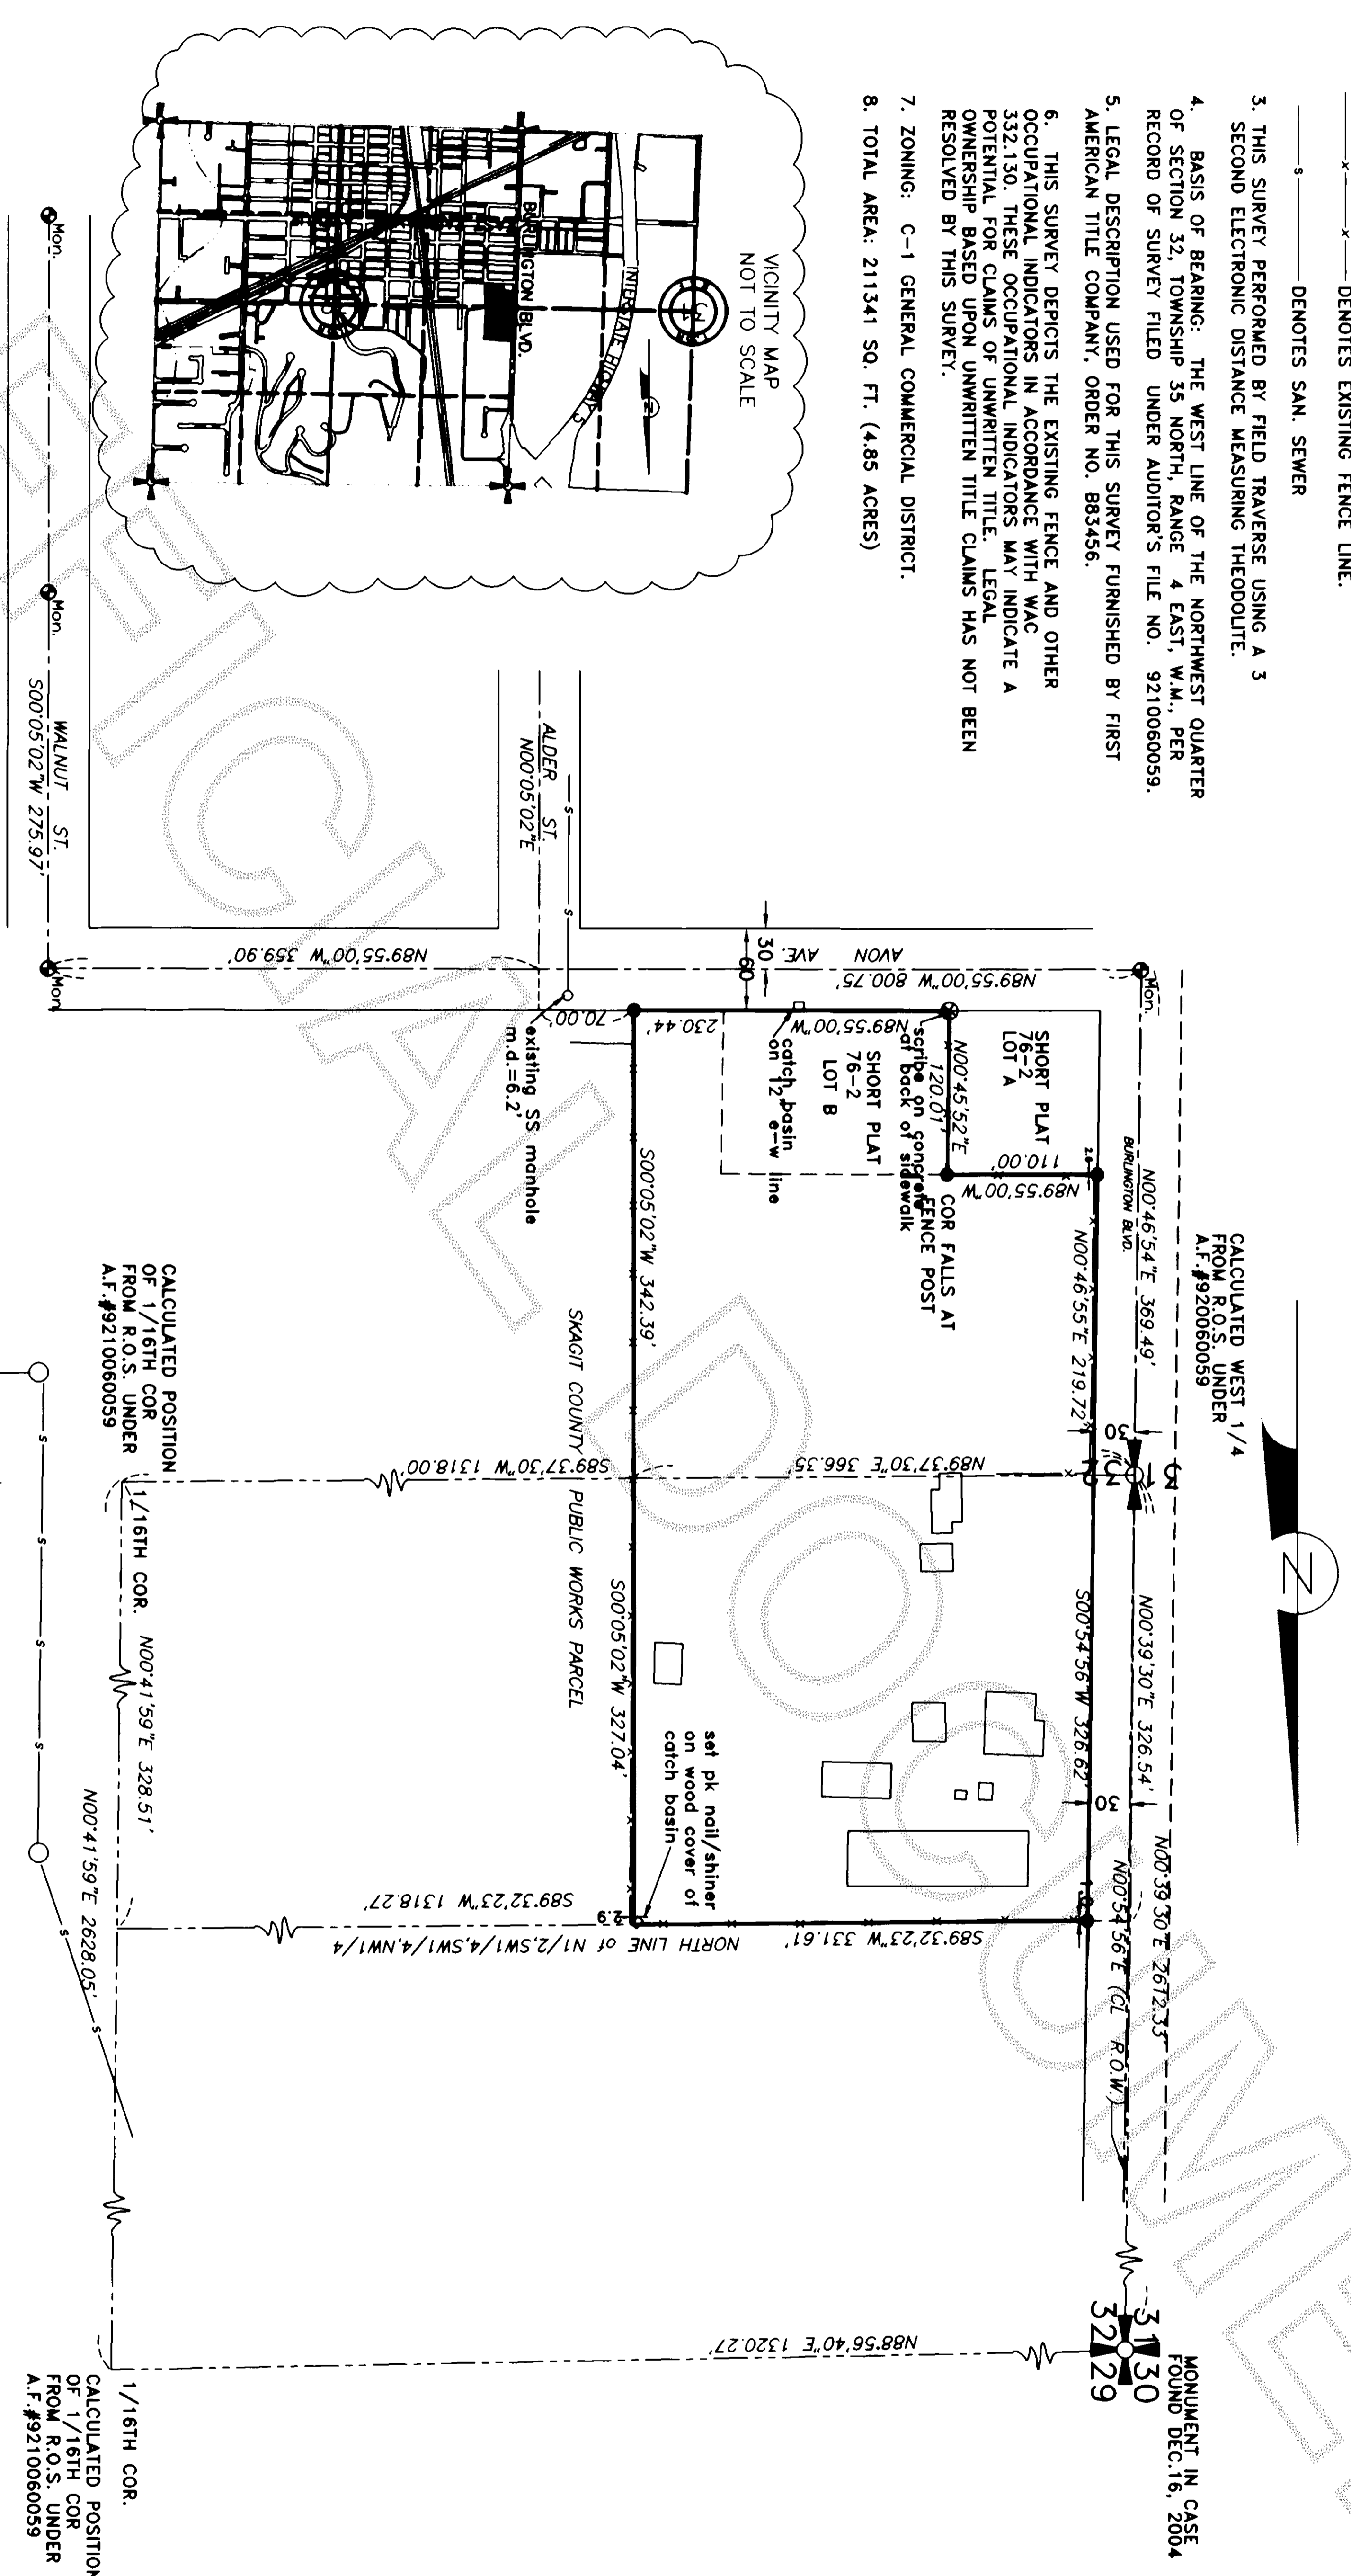 —x—x— DENOTES EXISTING FENCE LINE.
—s— DENOTES SAN. SEWER
3. THIS SURVEY PERFORMED BY FIELD TRAVERSE USING A 3
SECOND ELECTRONIC DISTANCE MEASURING THEODOLITE.
4. BASIS OF BEARING: THE WEST LINE OF THE NORTHWEST QUARTER
OF SECTION 32, TOWNSHIP 35 NORTH, RANGE 4 EAST, W.M., PER
RECORD OF SURVEY FILED UNDER AUDITOR'S FILE NO. 9210060059.
5. LEGAL DESCRIPTION USED FOR THIS SURVEY FURNISHED BY FIRST
AMERICAN TITLE COMPANY, ORDER NO. B83456.
6. THIS SURVEY DEPICTS THE EXISTING FENCE AND OTHER
OCCUPATIONAL INDICATORS IN ACCORDANCE WITH WAC
332.130. THESE OCCUPATIONAL INDICATORS MAY INDICATE A
POTENTIAL FOR CLAIMS OF UNWRITTEN TITLE. LEGAL
OWNERSHIP BASED UPON UNWRITTEN TITLE CLAIMS HAS NOT BEEN
RESOLVED BY THIS SURVEY.
7. ZONING: C-1 GENERAL COMMERCIAL DISTRICT.
8. TOTAL AREA: 211341 SQ. FT. (4.85 ACRES)
VICINITY MAP
NOT TO SCALE
INTERSTATE HIGHWAY 5
BURLINGTON BLVD.
N
CALCULATED WEST 1/4
FROM R.O.S. UNDER
A.F.#920060059
MONUMENT IN CASE
FOUND DEC.16, 2004
31 30
32 29
Mon.
N00°46'54"E 369.49'
BURLINGTON BLVD.
N00°39'30"E 326.54'
N00°39'30"E 2612.33'
N00°54'56"E (CL R.O.W.)
30
31
32
30
SHORT PLAT
76-2
LOT A
2.0
110.00'
N89°55'00"W
N00°46'55"E 219.72'
S00°54'56"W 326.62'
N00°45'52"E
120.01'
COR FALLS AT
FENCE POST
scribe on concrete
at back of sidewalk
SHORT PLAT
76-2
LOT B
catch basin
on 12" e-w line
AVON AVE.
N89°55'00"W 800.75'
30
60
N89°55'00"W
230.44'
70.00'
N89°37'30"E 366.35'
S89°37'30"W 1318.00'
S89°32'23"W 331.61'
NORTH LINE of N1/2,SW1/4,SW1/4,NW1/4
S89°32'23"W 1318.27'
2.9
set pk nail/shiner
on wood cover of
catch basin
S00°05'02"W 342.39'
S00°05'02"W 327.04'
SKAGIT COUNTY PUBLIC WORKS PARCEL
existing SS manhole
m.d.=6.2'
ALDER ST.
N00°05'02"E
N89°55'00"W 359.90'
Mon.
Mon.
Mon
WALNUT ST.
S00°05'02"W 275.97'
CALCULATED POSITION
OF 1/16TH COR
FROM R.O.S. UNDER
A.F.#9210060059
1/16TH COR.
N00°41'59"E 328.51'
N00°41'59"E 2628.05'
N88°56'40"E 1320.27'
1/16TH COR.
CALCULATED POSITION
OF 1/16TH COR
FROM R.O.S. UNDER
A.F.#9210060059